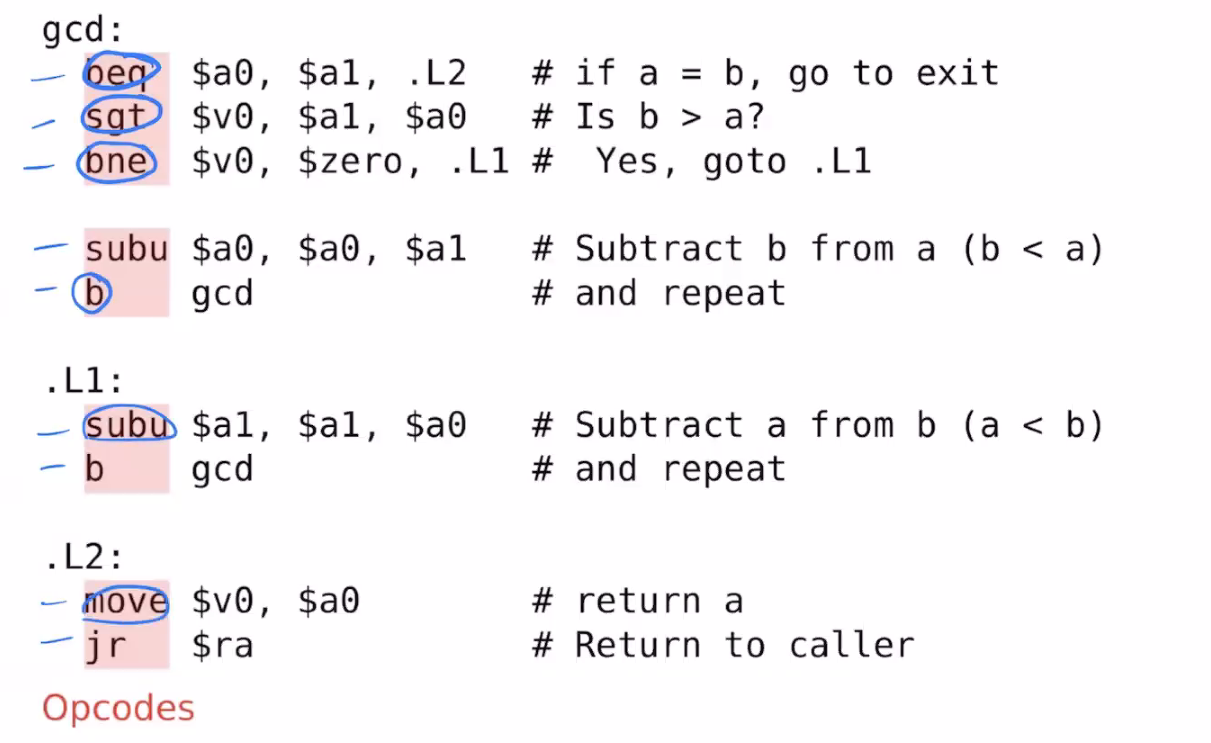 gcd:
beq $a0, $a1, .L2 # if a = b, go to exit
sgt $v0, $a1, $a0 # Is b > a?
bne $v0, $zero, .L1 # Yes, goto .L1
subu $a0, $a0, $a1 # Subtract b from a (b < a)
b gcd # and repeat
.L1:
subu $a1, $a1, $a0 # Subtract a from b (a < b)
b gcd # and repeat
.L2:
move $v0, $a0 # return a
jr $ra # Return to caller
Opcodes